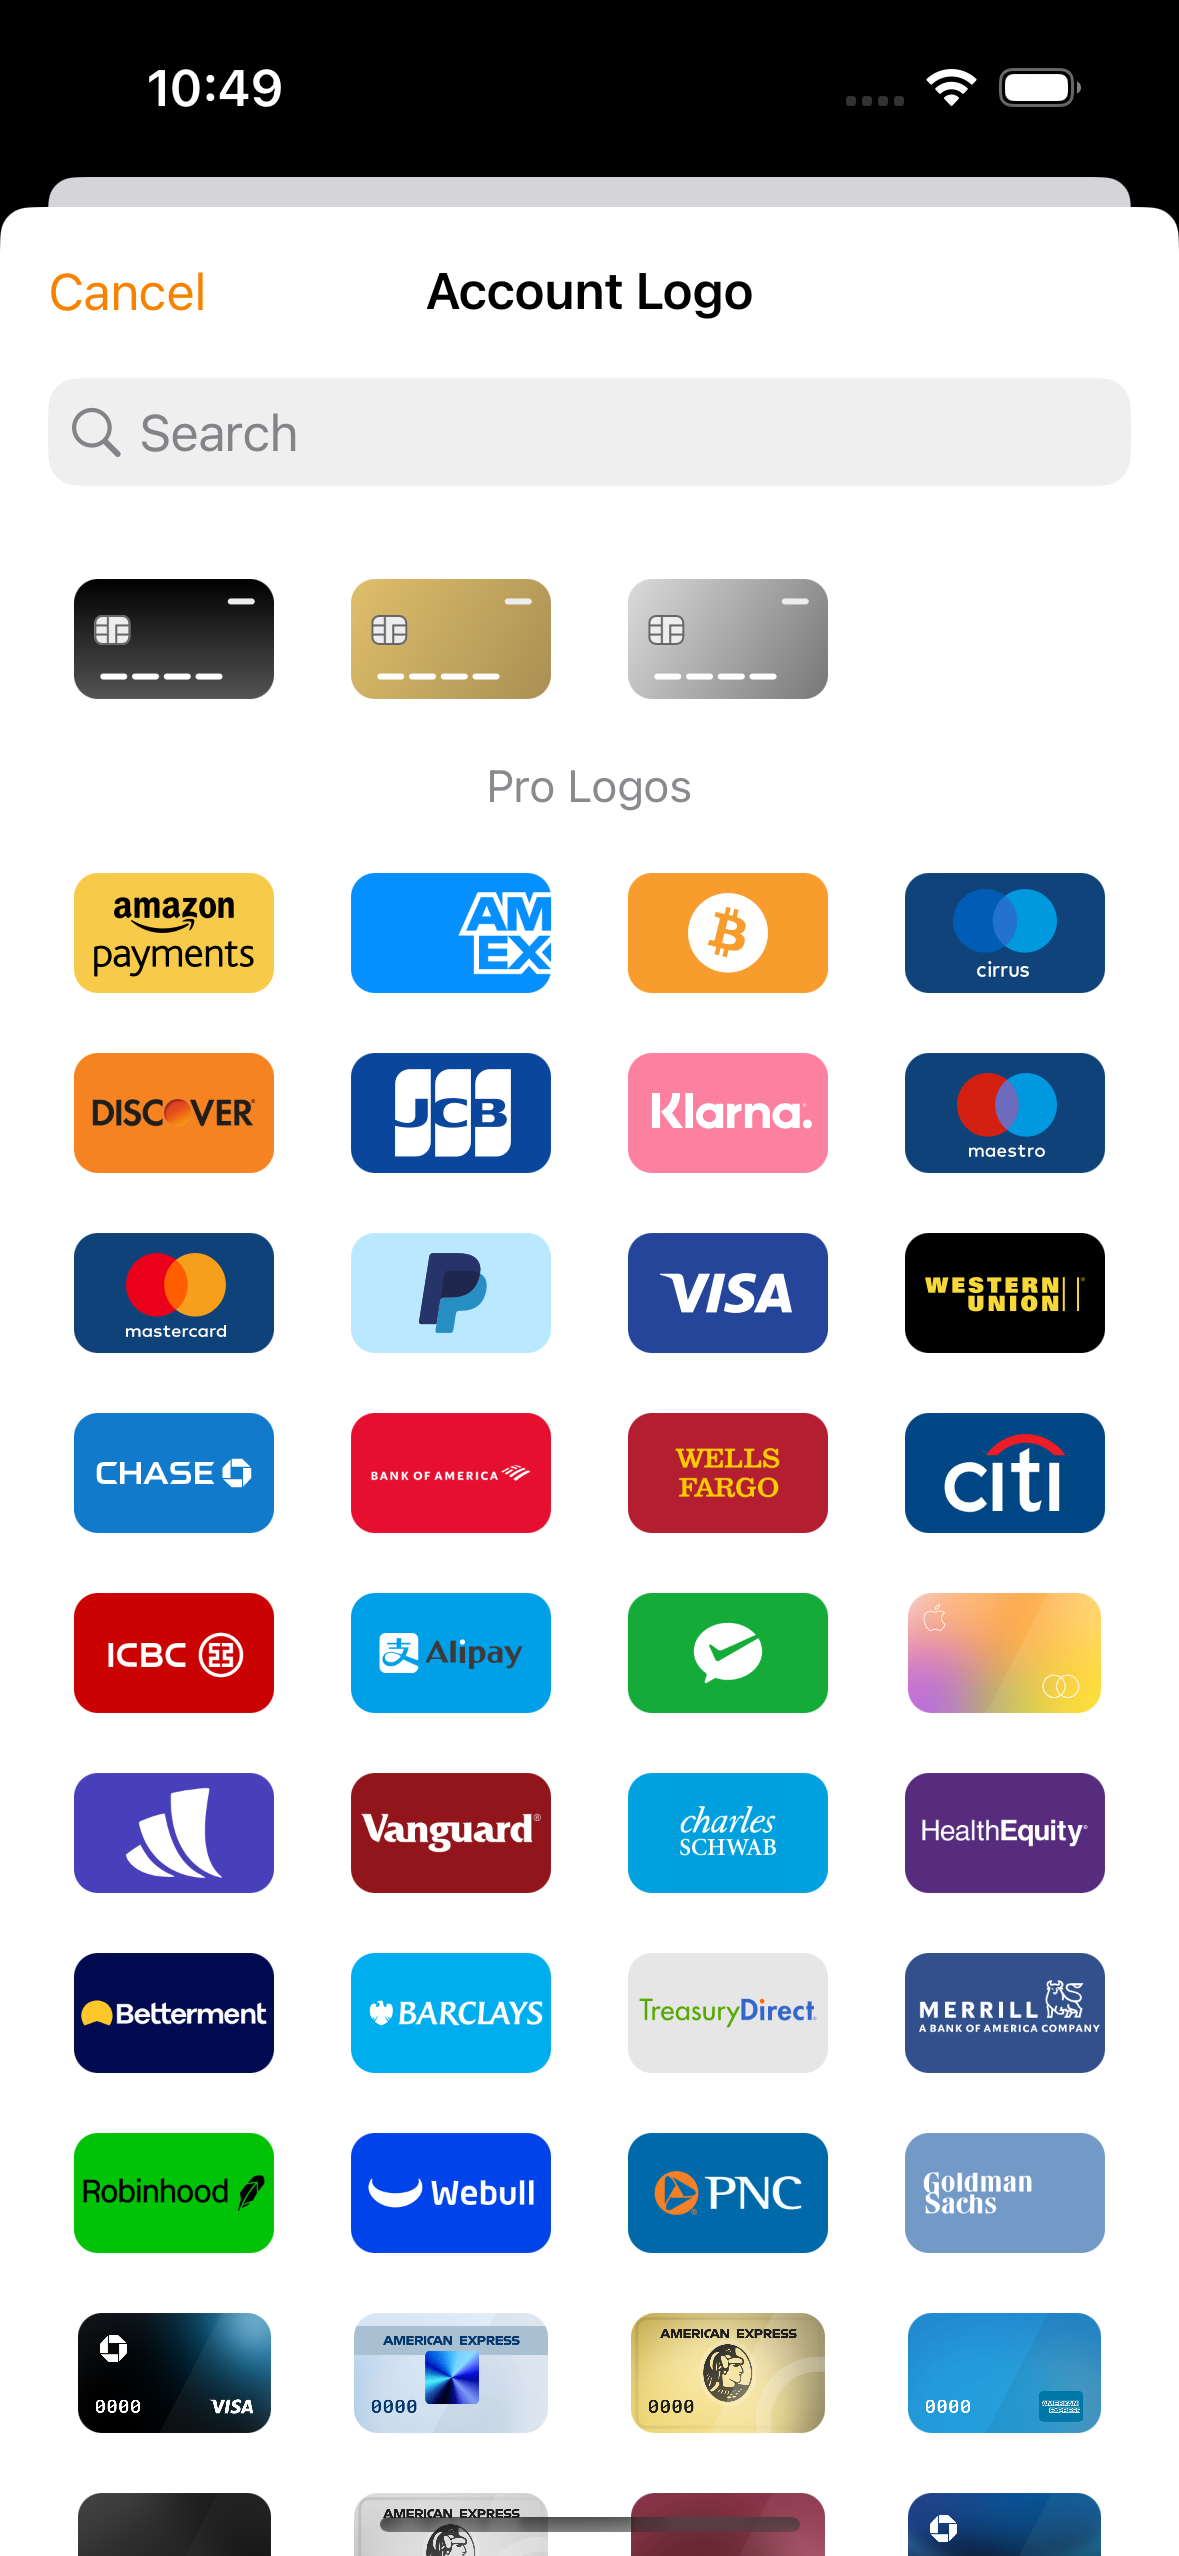 10:49
Cancel
Account Logo
Search
Pro Logos
amazon
payments
AM
EX
cirrus
DISCOVER
JCB
Klarna.
maestro
mastercard
VISA
WESTERN
UNION
CHASE
BANK OF AMERICA
WELLS
FARGO
citi
ICBC
支 Alipay
Vanguard®
charles
SCHWAB
HealthEquity
Betterment
BARCLAYS
TreasuryDirect
MERRILL
A BANK OF AMERICA COMPANY
Robinhood
Webull
PNC
Goldman
Sachs
0000 VISA
AMERICAN EXPRESS
0000
AMERICAN EXPRESS
0000
0000
AMERICAN
EXPRESS
AMERICAN EXPRESS